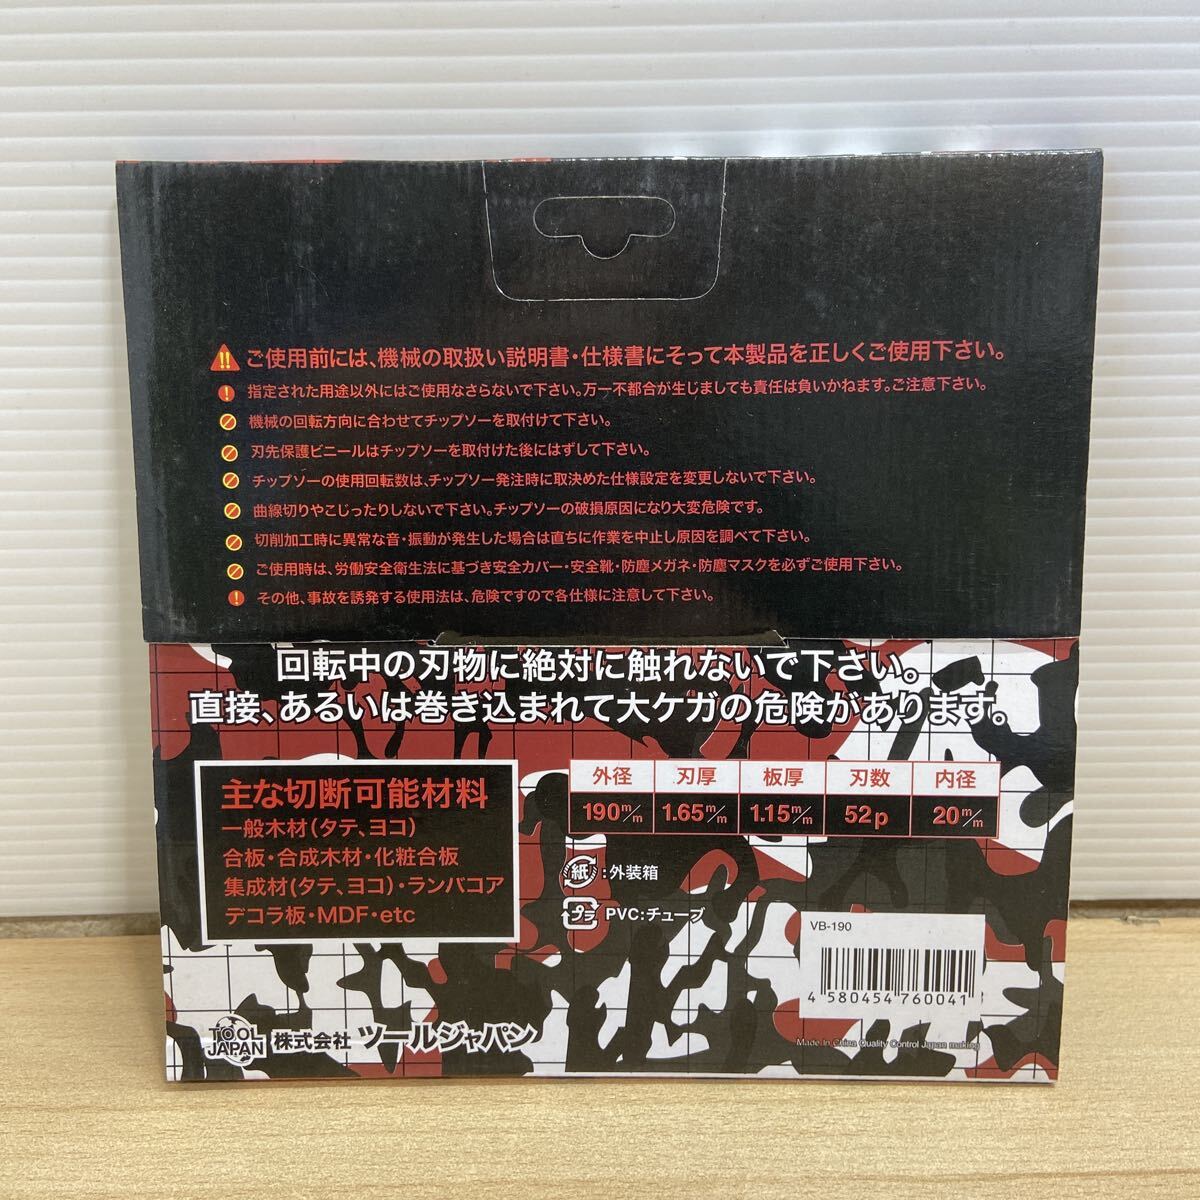 ご使用前には、機械の取扱い説明書・仕様書にそって本製品を正しくご使用下さい。
指定された用途以外にはご使用なさらないで下さい。万一不都合が生じましても責任は負いかねます。ご注意下さい。
機械の回転方向に合わせてチップソーを取付けて下さい。
刃先保護ビニールはチップソーを取付けた後にはずして下さい。
チップソーの使用回転数は、チップソー発注時に取決めた仕様設定を変更しないで下さい。
曲線切りやこじったりしないで下さい。チップソーの破損原因になり大変危険です。
切削加工時に異常な音・振動が発生した場合は直ちに作業を中止し原因を調べて下さい。
ご使用時は、労働安全衛生法に基づき安全カバー・安全靴・防塵メガネ・防塵マスクを必ずご使用下さい。
その他、事故を誘発する使用法は、危険ですので各仕様に注意して下さい。
回転中の刃物に絶対に触れないで下さい。
直接、あるいは巻き込まれて大ケガの危険があります。
主な切断可能材料
一般木材(タテ、ヨコ)
合板・合成木材・化粧合板
集成材(タテ、ヨコ)・ランバコア
デコラ板・MDF・etc
外径 刃厚 板厚 刃数 内径
190m/m 1.65m/m 1.15m/m 52p 20m/m
紙:外装箱
プラ PVC:チューブ
VB-190
4 580454 760041
TOOL JAPAN 株式会社 ツールジャパン
Made In China Quality Control Japan making